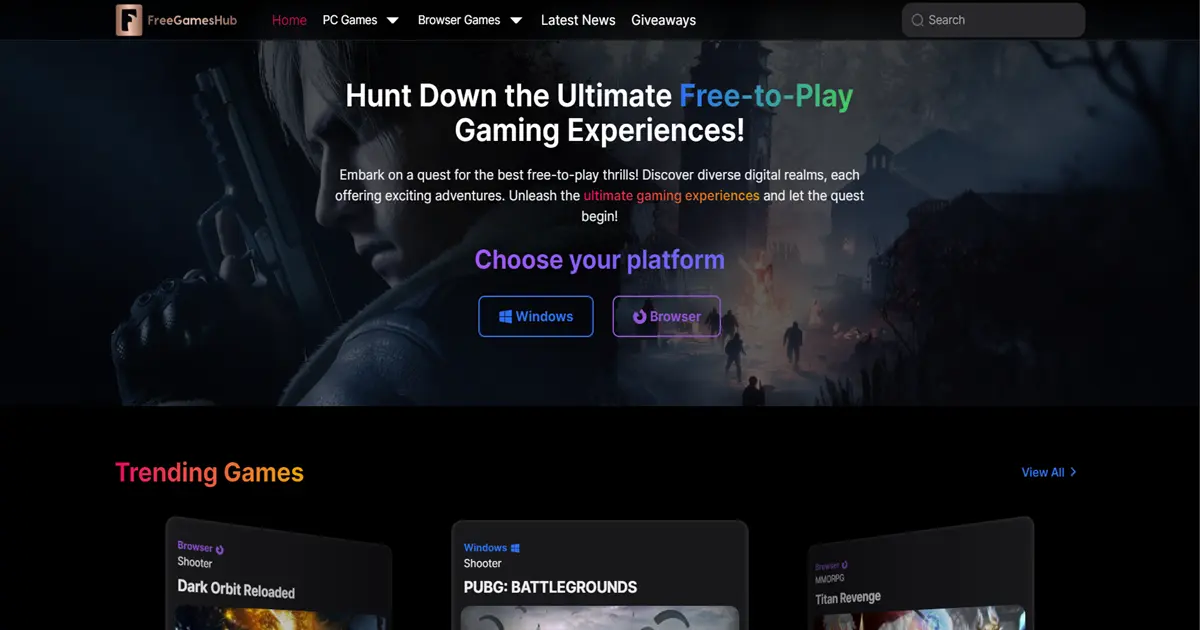 FreeGamesHub
Home
PC Games
Browser Games
Latest News
Giveaways
Search
Hunt Down the Ultimate Free-to-Play
Gaming Experiences!
Embark on a quest for the best free-to-play thrills! Discover diverse digital realms, each
offering exciting adventures. Unleash the ultimate gaming experiences and let the quest
begin!
Choose your platform
Windows
Browser
Trending Games
View All
Browser
Shooter
Dark Orbit Reloaded
Windows
Shooter
PUBG: BATTLEGROUNDS
Browser
MMORPG
Titan Revenge